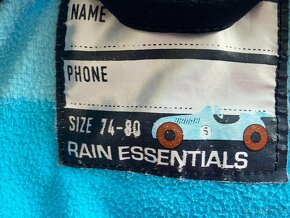 NAME
PHONE
SIZE 74-80
RAIN ESSENTIALS